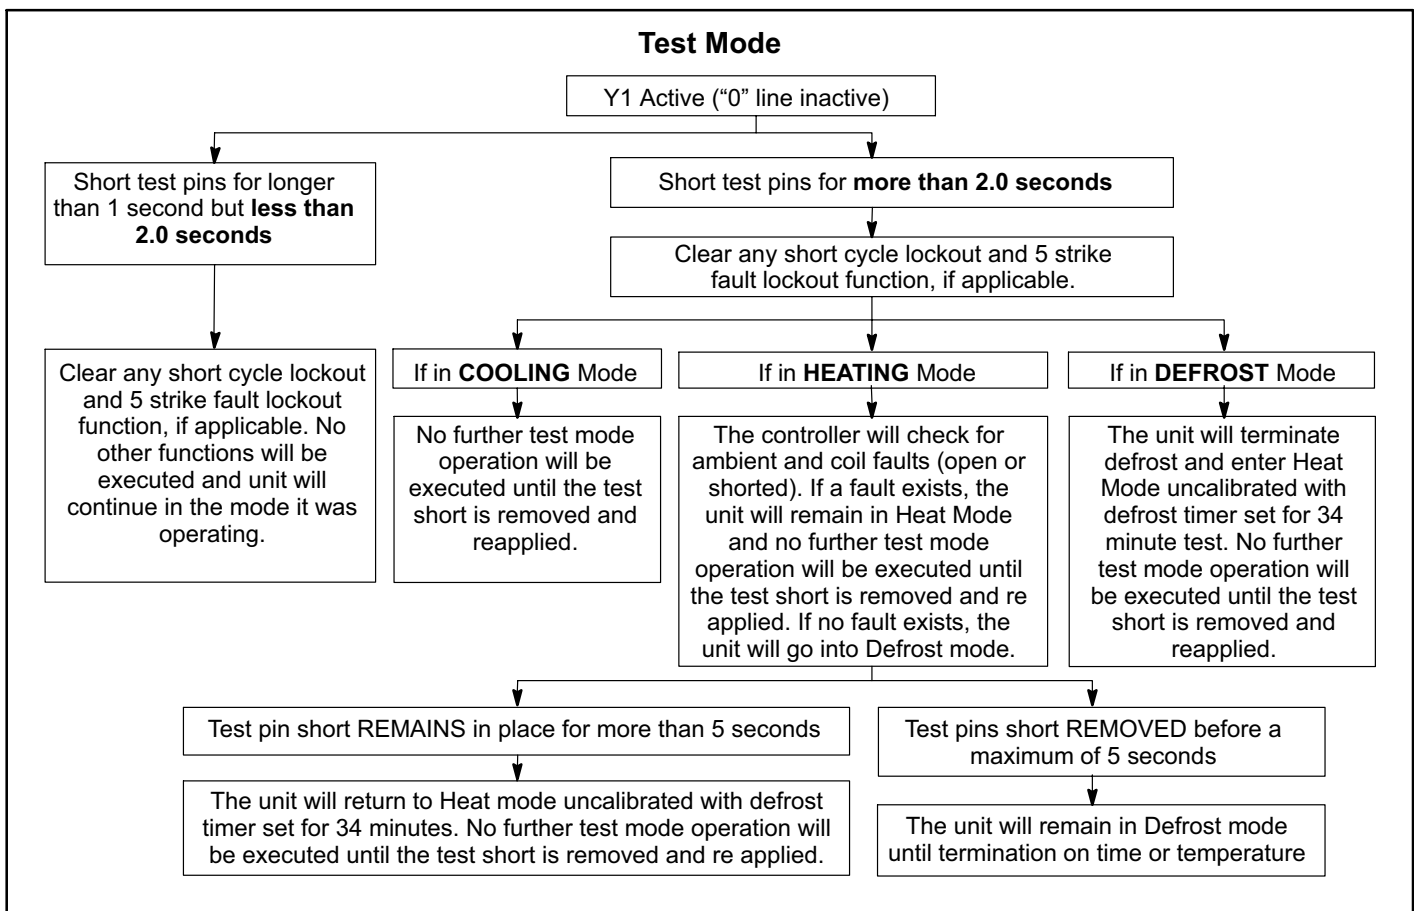 Test Mode
Y1 Active (“0” line inactive)
Short test pins for longer
than 1 second but less than
2.0 seconds
Short test pins for more than 2.0 seconds
Clear any short cycle lockout and 5 strike
fault lockout function, if applicable.
Clear any short cycle lockout
and 5 strike fault lockout
function, if applicable. No
other functions will be
executed and unit will
continue in the mode it was
operating.
If in COOLING Mode
No further test mode
operation will be
executed until the test
short is removed and
reapplied.
If in HEATING Mode
The controller will check for
ambient and coil faults (open or
shorted). If a fault exists, the
unit will remain in Heat Mode
and no further test mode
operation will be executed until
the test short is removed and re
applied. If no fault exists, the
unit will go into Defrost mode.
If in DEFROST Mode
The unit will terminate
defrost and enter Heat
Mode uncalibrated with
defrost timer set for 34
minute test. No further
test mode operation will
be executed until the test
short is removed and
reapplied.
Test pin short REMAINS in place for more than 5 seconds
The unit will return to Heat mode uncalibrated with defrost
timer set for 34 minutes. No further test mode operation will
be executed until the test short is removed and re applied.
Test pins short REMOVED before a
maximum of 5 seconds
The unit will remain in Defrost mode
until termination on time or temperature